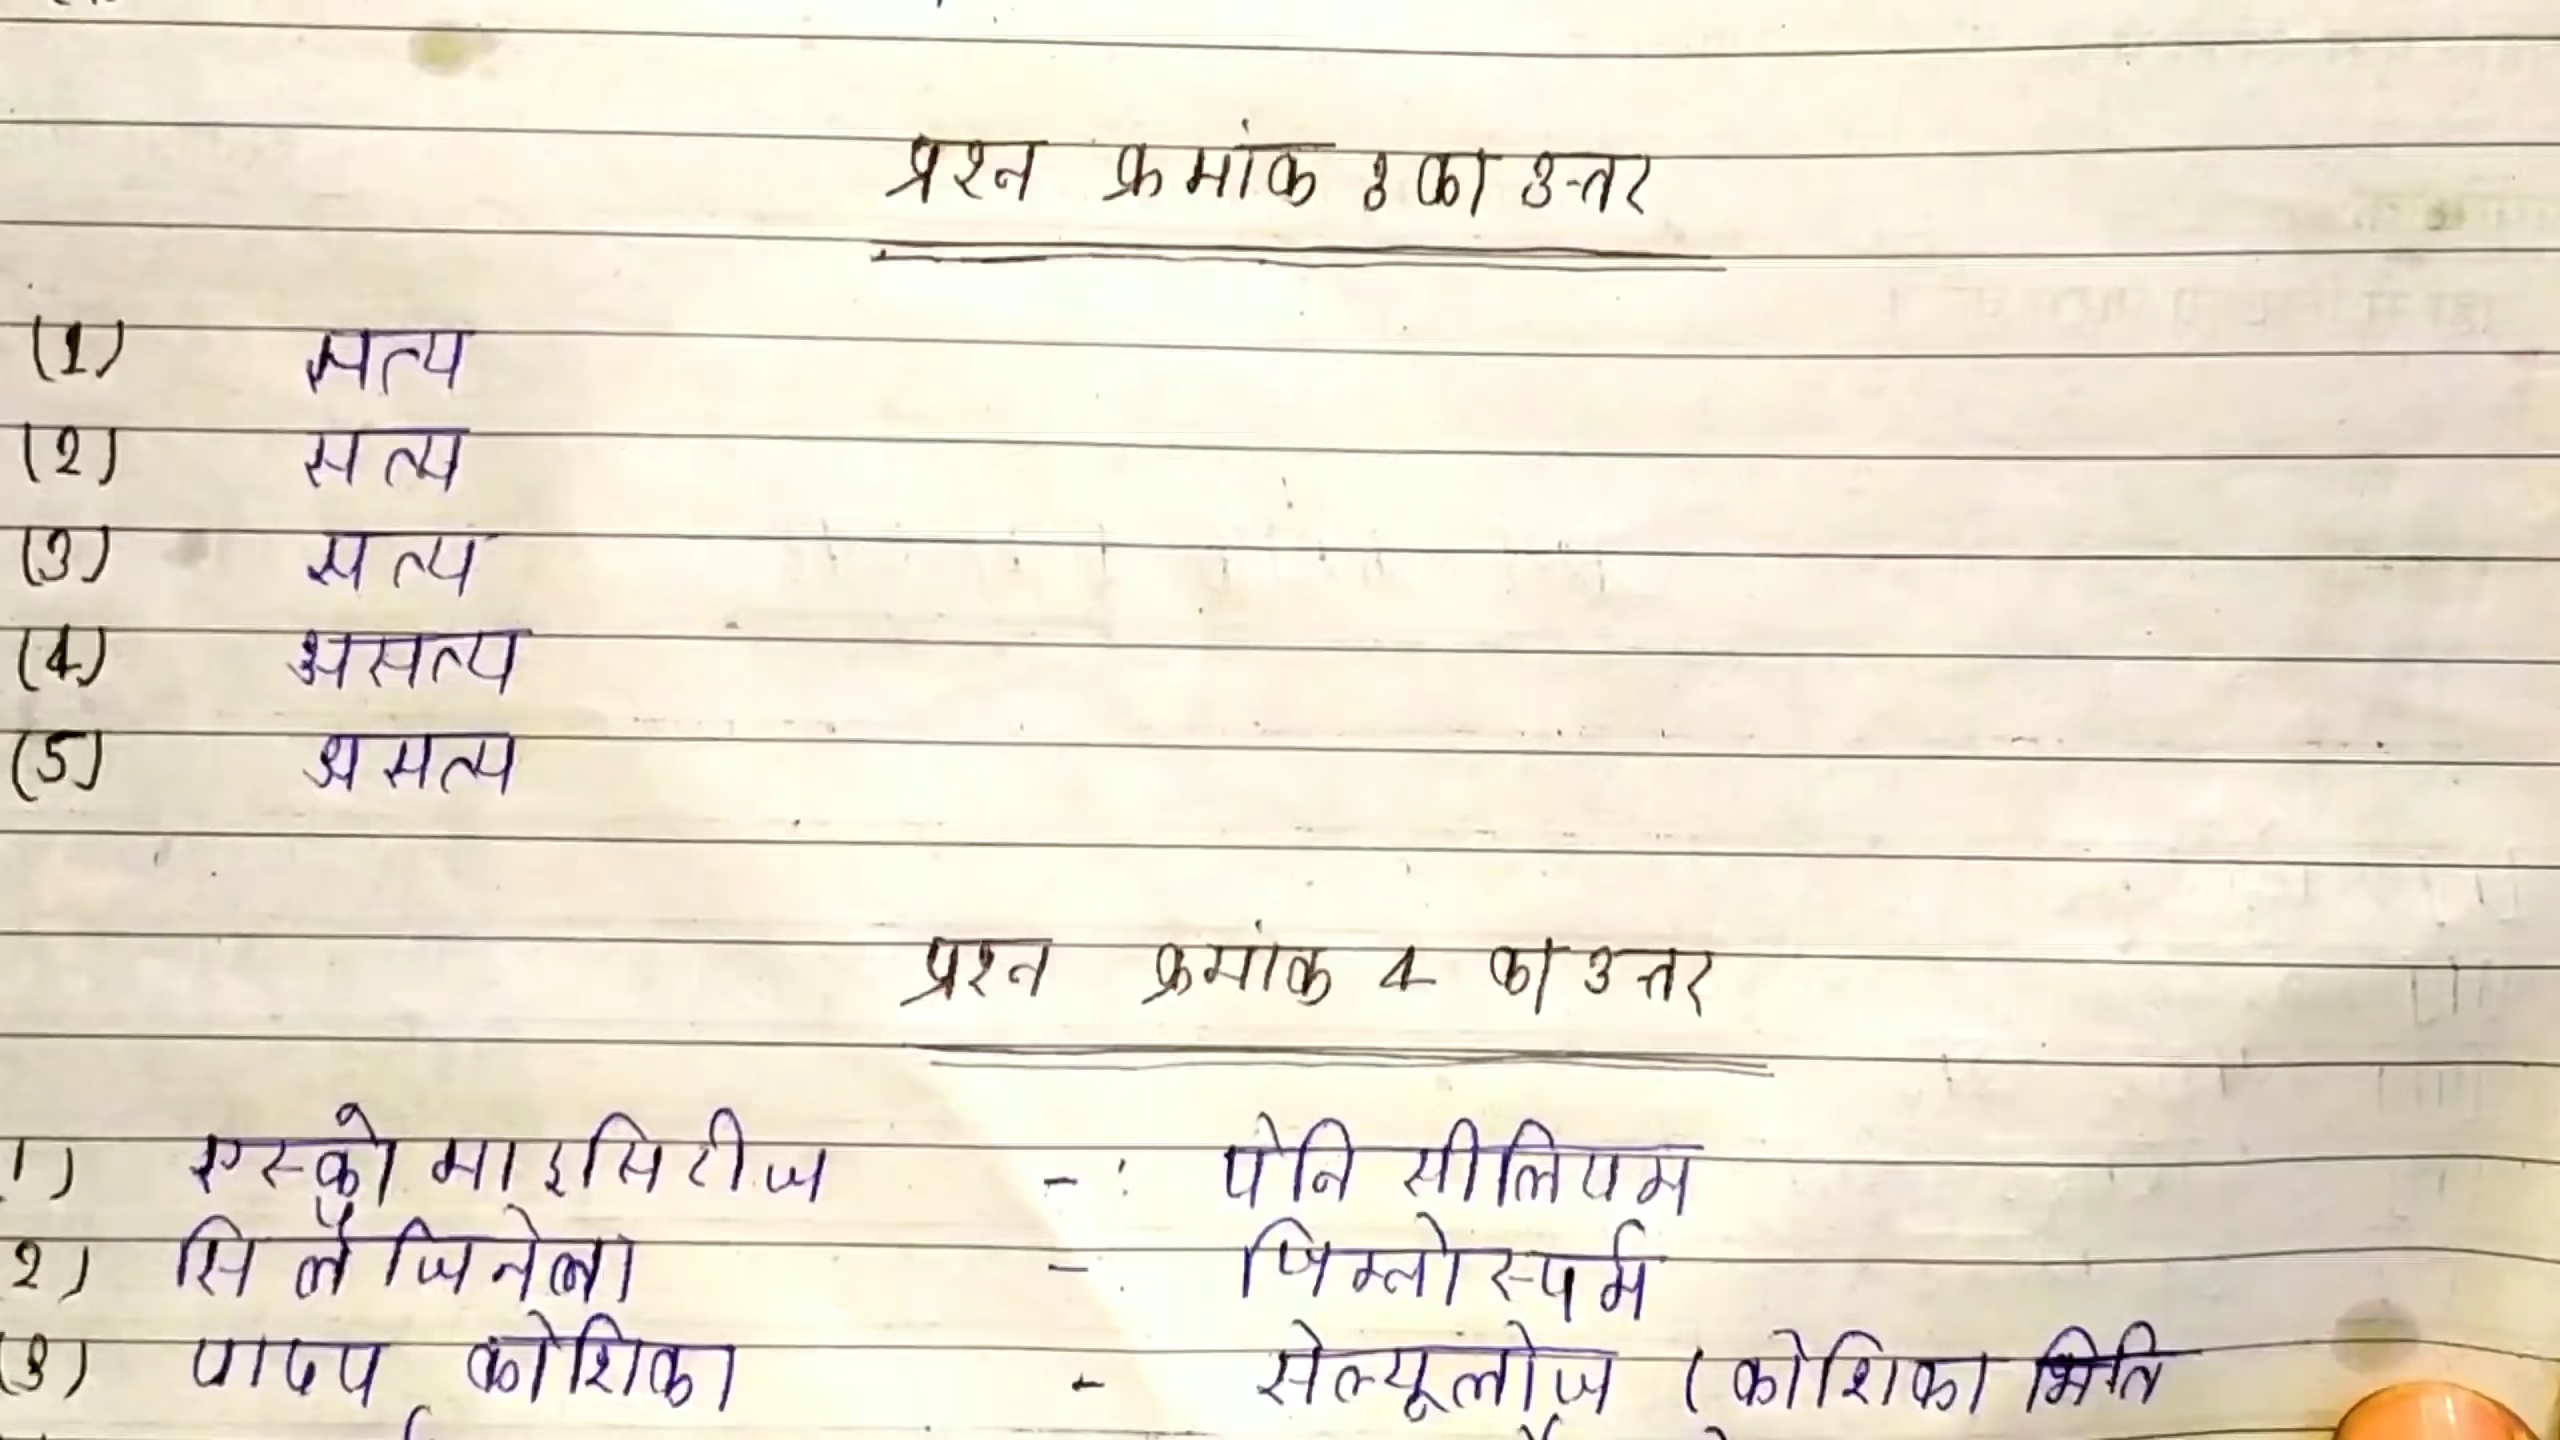 प्रश्न क्रमांक 3 का उत्तर
(1) सत्य
(2) सत्य
(3) सत्य
(4) असत्य
(5) असत्य
प्रश्न क्रमांक 4 का उत्तर
1) एस्कोमाइसिटीज -: पेनिसीलियम
2) सिलेजिनेला -: जिम्नोस्पर्म
(3) पादप कोशिका - सेल्यूलोज (कोशिका भित्ति